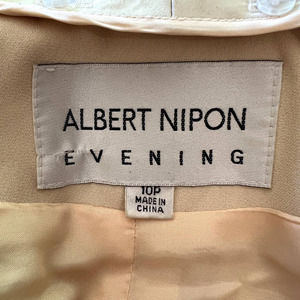 ALBERT NIPON
EVENING
10P
MADE IN
CHINA